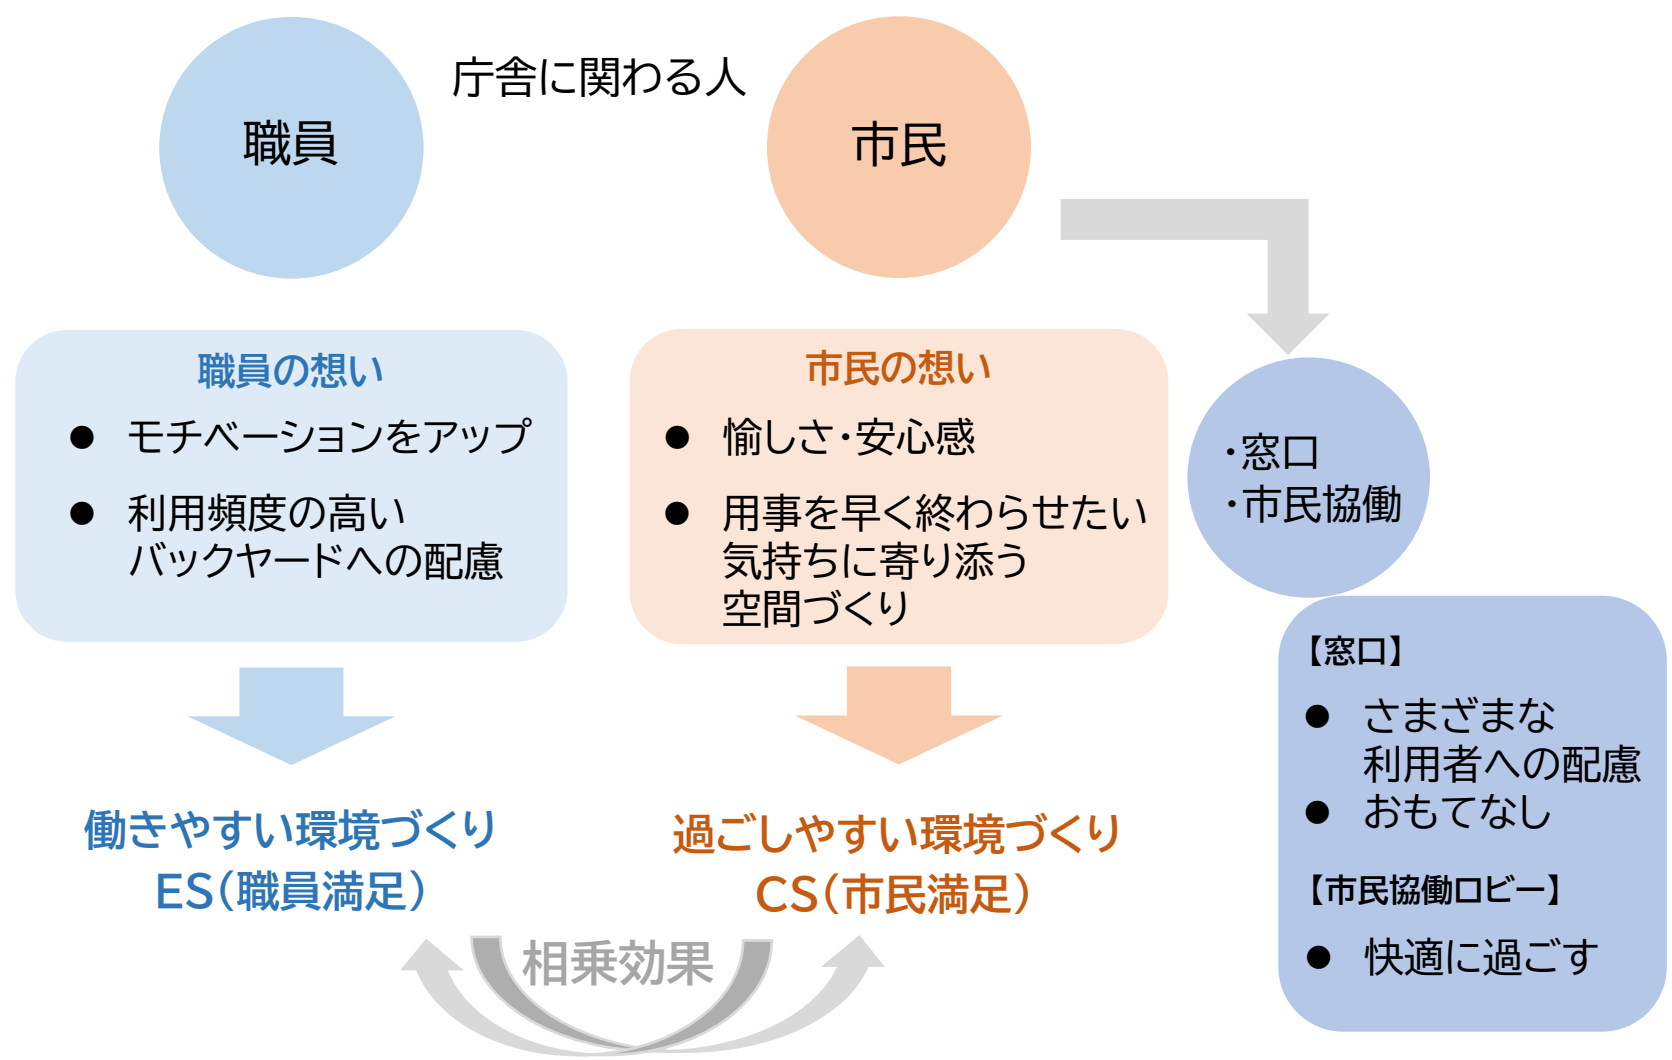 庁舎に関わる人
職員
市民
職員の想い
● モチベーションをアップ
● 利用頻度の高い
バックヤードへの配慮
市民の想い
● 愉しさ・安心感
● 用事を早く終わらせたい
気持ちに寄り添う
空間づくり
・窓口
・市民協働
【窓口】
● さまざまな
利用者への配慮
● おもてなし
【市民協働ロビー】
● 快適に過ごす
働きやすい環境づくり
ES(職員満足)
過ごしやすい環境づくり
CS(市民満足)
相乗効果